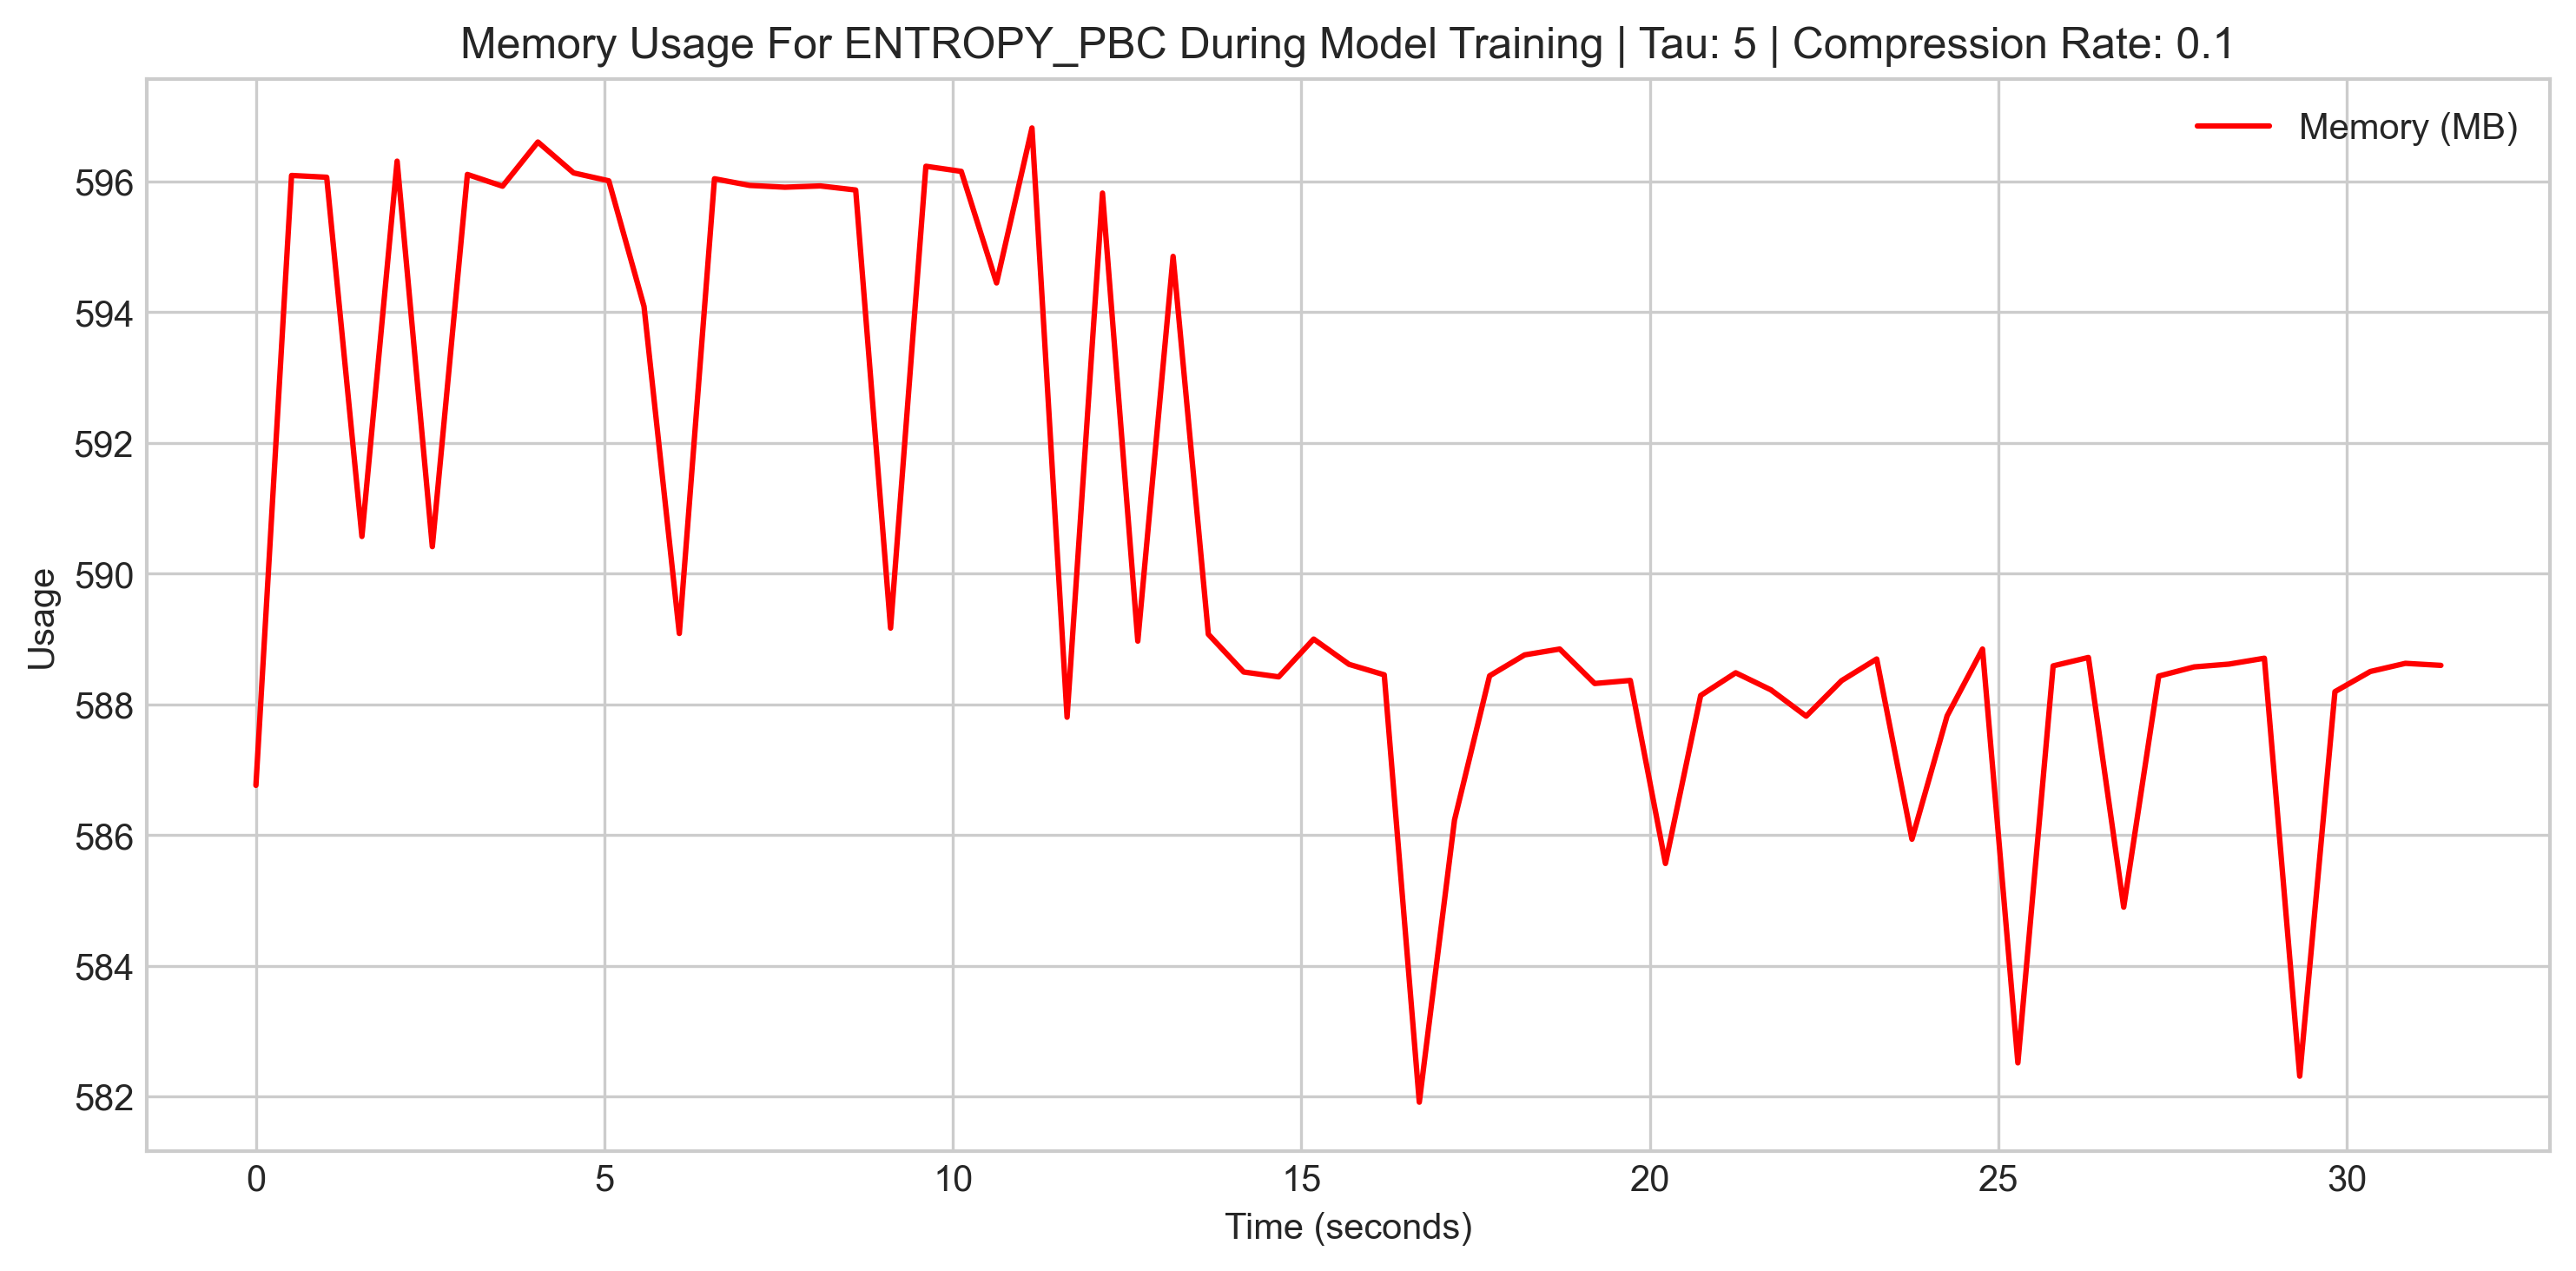 Memory Usage For ENTROPY_PBC During Model Training | Tau: 5 | Compression Rate: 0.1
Memory (MB)
596
594
592
590
588
586
584
582
Usage
0 5 10 15 20 25 30
Time (seconds)